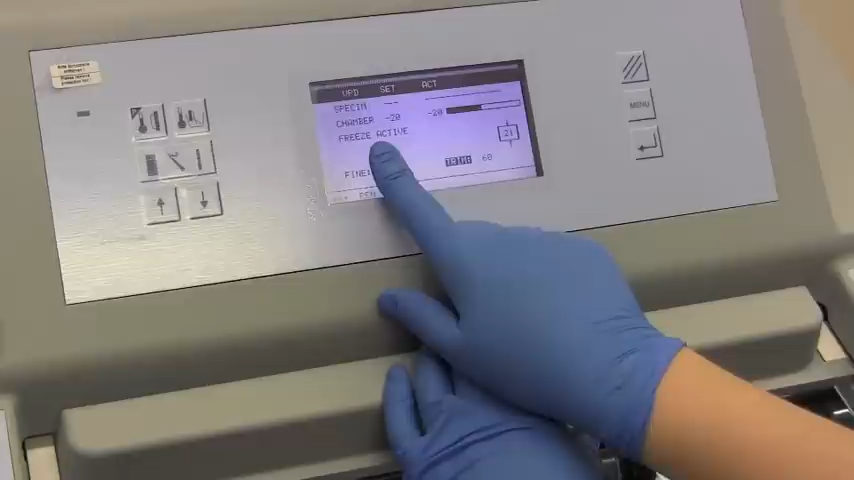 UPD SET ACT
SPECIM -- --
CHAMBER -20 -20
FREEZE ACTIVE
21
FINE
TRIM: 60
MENU